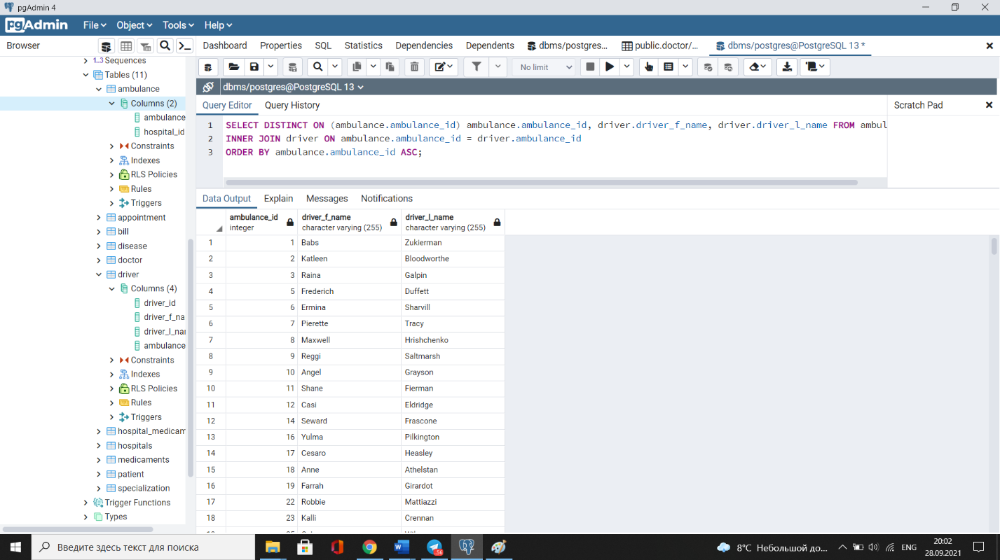 pgAdmin 4
pgAdmin File Object Tools Help
Browser
Dashboard Properties SQL Statistics Dependencies Dependents dbms/postgres... public.doctor/... dbms/postgres@PostgreSQL 13 *
No limit
dbms/postgres@PostgreSQL 13
Query Editor Query History
Scratch Pad
1 SELECT DISTINCT ON (ambulance.ambulance_id) ambulance.ambulance_id, driver.driver_f_name, driver.driver_l_name FROM ambul
2 INNER JOIN driver ON ambulance.ambulance_id = driver.ambulance_id
3 ORDER BY ambulance.ambulance_id ASC;
1..3 Sequences
Tables (11)
ambulance
Columns (2)
ambulance
hospital_id
Constraints
Indexes
RLS Policies
Rules
Triggers
appointment
bill
disease
doctor
driver
Columns (4)
driver_id
driver_f_na
driver_l_nar
ambulance
Constraints
Indexes
RLS Policies
Rules
Triggers
hospital_medicam
hospitals
medicaments
patient
specialization
Trigger Functions
Types
Data Output Explain Messages Notifications
ambulance_id driver_f_name driver_l_name
integer character varying (255) character varying (255)
1 1 Babs Zukierman
2 2 Katleen Bloodworthe
3 3 Raina Galpin
4 5 Frederich Duffett
5 6 Ermina Sharvill
6 7 Pierette Tracy
7 8 Maxwell Hrishchenko
8 9 Reggi Saltmarsh
9 10 Angel Grayson
10 11 Shane Fierman
11 12 Casi Eldridge
12 14 Seward Frascone
13 16 Yulma Pilkington
14 17 Cesaro Heasley
15 18 Anne Athelstan
16 19 Farrah Girardot
17 22 Robbie Mattiazzi
18 23 Kalli Crennan
Введите здесь текст для поиска
56
8°C Небольшой до...
ENG
20:02
28.09.2021